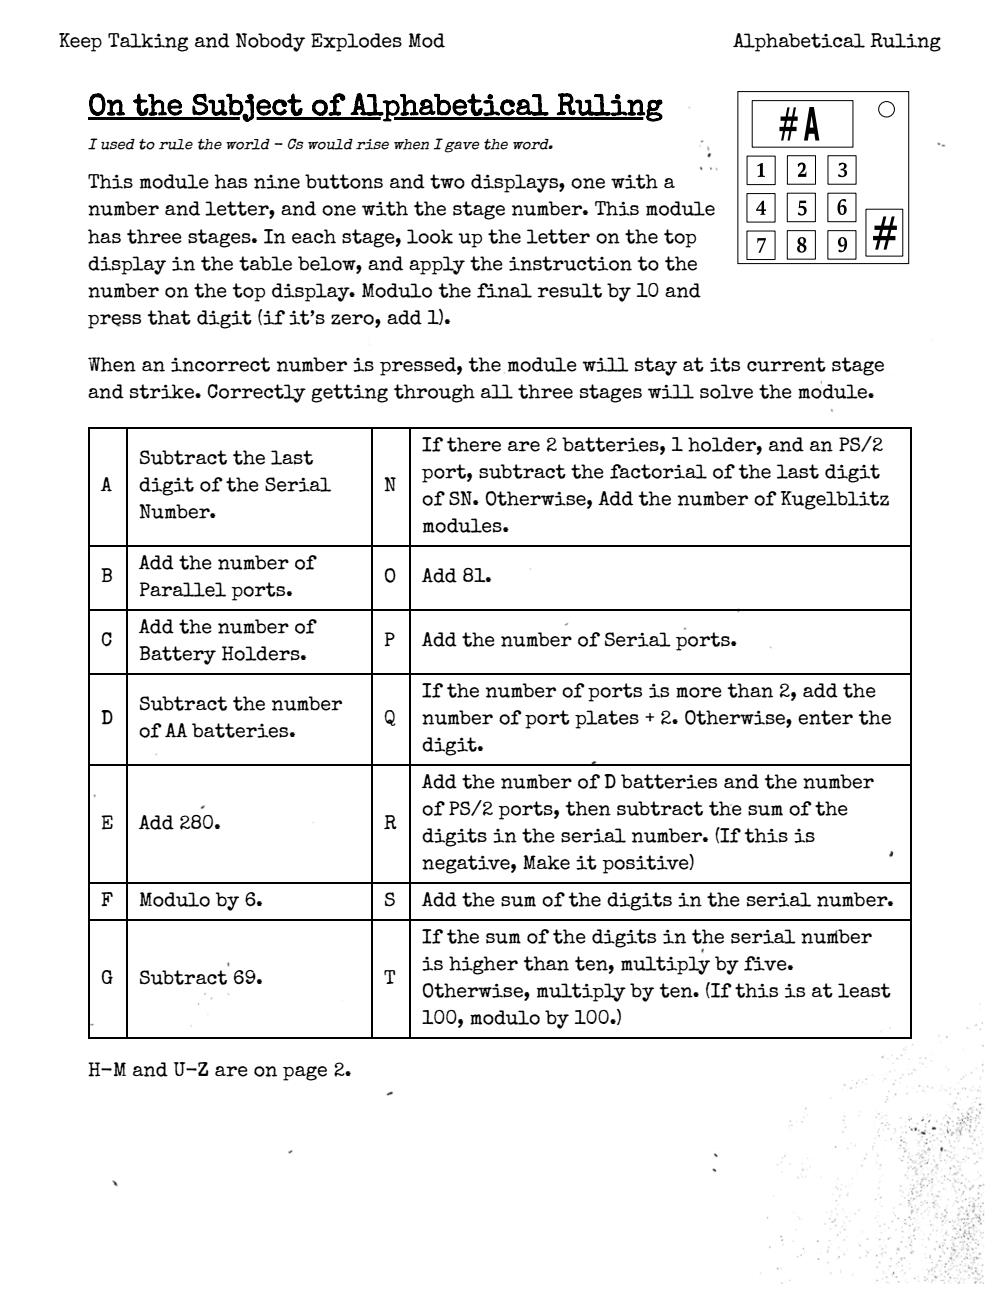 Keep Talking and Nobody Explodes Mod
Alphabetical Ruling
On the Subject of Alphabetical Ruling
I used to rule the world – Cs would rise when I gave the word.
This module has nine buttons and two displays, one with a
number and letter, and one with the stage number. This module
has three stages. In each stage, look up the letter on the top
display in the table below, and apply the instruction to the
number on the top display. Modulo the final result by 10 and
press that digit (if it's zero, add 1).
#A
1 2 3
4 5 6
7 8 9
#
When an incorrect number is pressed, the module will stay at its current stage
and strike. Correctly getting through all three stages will solve the module.
A
Subtract the last
digit of the Serial
Number.
N
If there are 2 batteries, 1 holder, and an PS/2
port, subtract the factorial of the last digit
of SN. Otherwise, Add the number of Kugelblitz
modules.
B
Add the number of
Parallel ports.
O
Add 81.
C
Add the number of
Battery Holders.
P
Add the number of Serial ports.
D
Subtract the number
of AA batteries.
Q
If the number of ports is more than 2, add the
number of port plates + 2. Otherwise, enter the
digit.
E
Add 280.
R
Add the number of D batteries and the number
of PS/2 ports, then subtract the sum of the
digits in the serial number. (If this is
negative, Make it positive)
F
Modulo by 6.
S
Add the sum of the digits in the serial number.
G
Subtract 69.
T
If the sum of the digits in the serial number
is higher than ten, multiply by five.
Otherwise, multiply by ten. (If this is at least
100, modulo by 100.)
H-M and U-Z are on page 2.